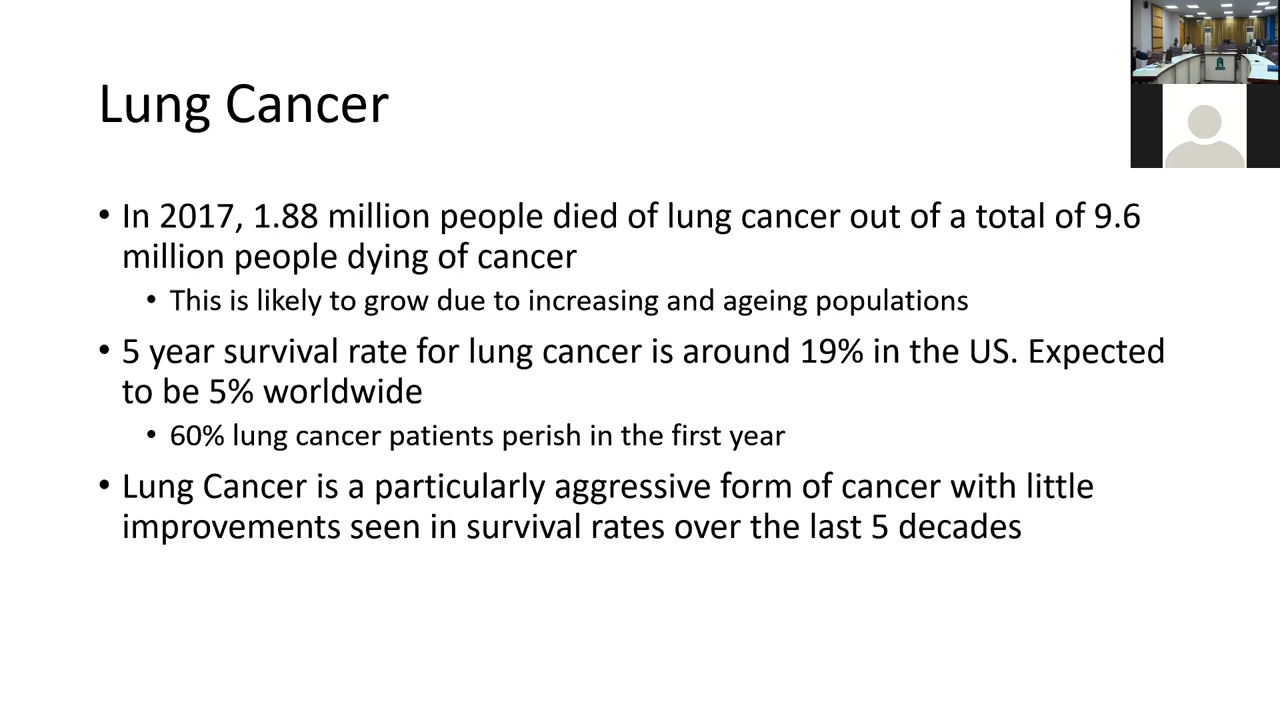 Lung Cancer
• In 2017, 1.88 million people died of lung cancer out of a total of 9.6
million people dying of cancer
• This is likely to grow due to increasing and ageing populations
• 5 year survival rate for lung cancer is around 19% in the US. Expected
to be 5% worldwide
• 60% lung cancer patients perish in the first year
• Lung Cancer is a particularly aggressive form of cancer with little
improvements seen in survival rates over the last 5 decades